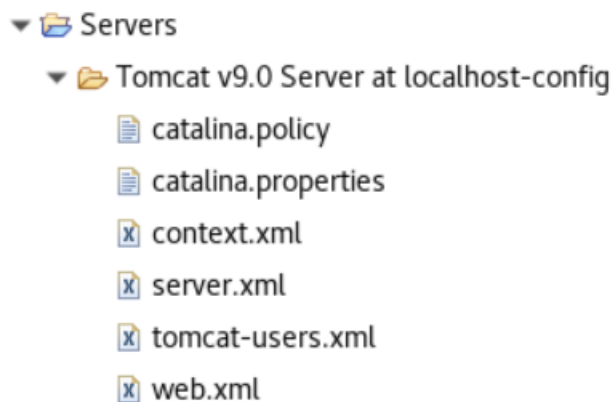 Servers
Tomcat v9.0 Server at localhost-config
catalina.policy
catalina.properties
context.xml
server.xml
tomcat-users.xml
web.xml